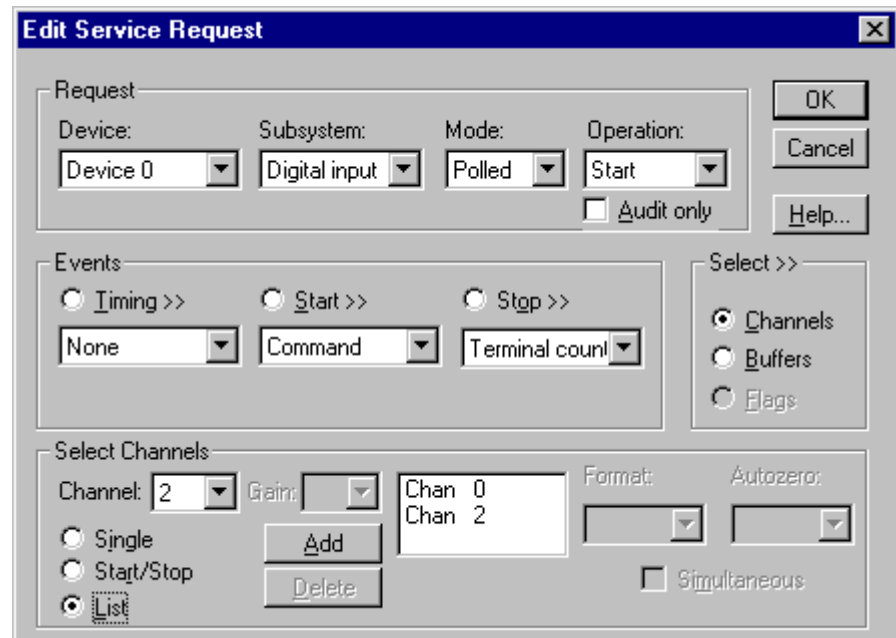 Edit Service Request
Request
Device: Subsystem: Mode: Operation:
Device 0 Digital input Polled Start
Audit only
OK
Cancel
Help...
Events
Timing >> Start >> Stop >>
None Command Terminal count
Select >>
Channels
Buffers
Flags
Select Channels
Channel: 2 Gain: Format: Autozero:
Chan 0
Chan 2
Single
Start/Stop
List
Add
Delete
Simultaneous